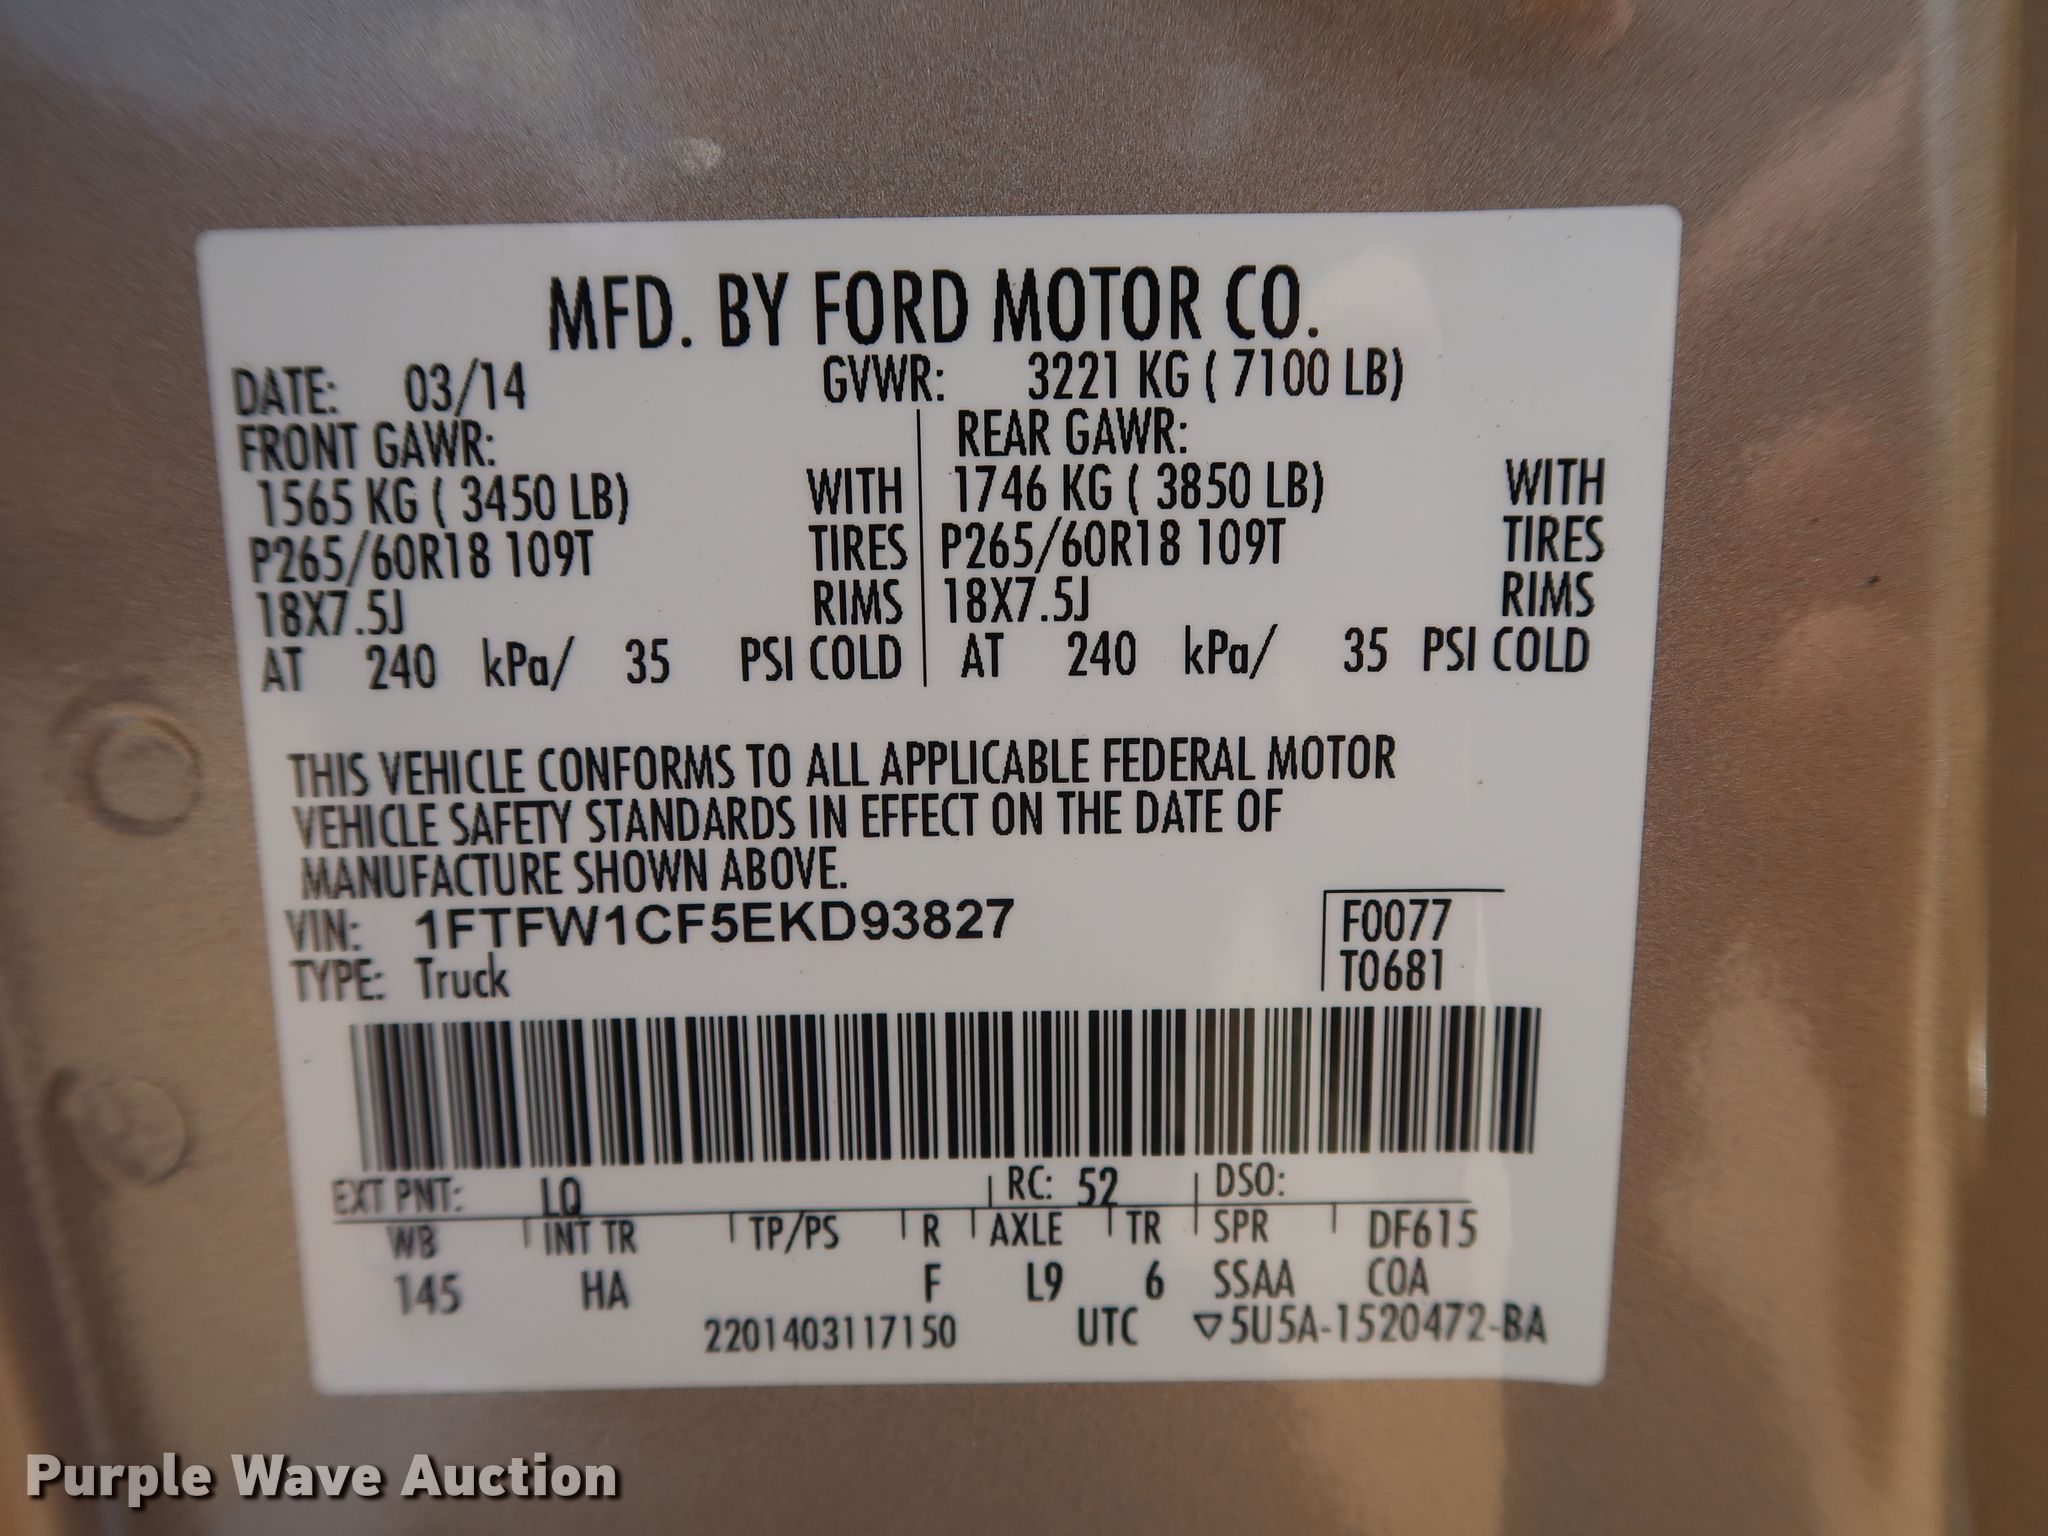 MFD. BY FORD MOTOR CO.
DATE: 03/14 GVWR: 3221 KG ( 7100 LB)
FRONT GAWR: REAR GAWR:
1565 KG ( 3450 LB) WITH 1746 KG ( 3850 LB) WITH
P265/60R18 109T TIRES P265/60R18 109T TIRES
18X7.5J RIMS 18X7.5J RIMS
AT 240 kPa/ 35 PSI COLD AT 240 kPa/ 35 PSI COLD
THIS VEHICLE CONFORMS TO ALL APPLICABLE FEDERAL MOTOR
VEHICLE SAFETY STANDARDS IN EFFECT ON THE DATE OF
MANUFACTURE SHOWN ABOVE.
VIN: 1FTFW1CF5EKD93827 F0077
TYPE: Truck T0681
EXT PNT: LQ RC: 52 DSO:
WB INT TR TP/PS R AXLE TR SPR DF615
145 HA F L9 6 SSAA COA
2201403117150 UTC ▽5U5A-1520472-BA
Purple Wave Auction